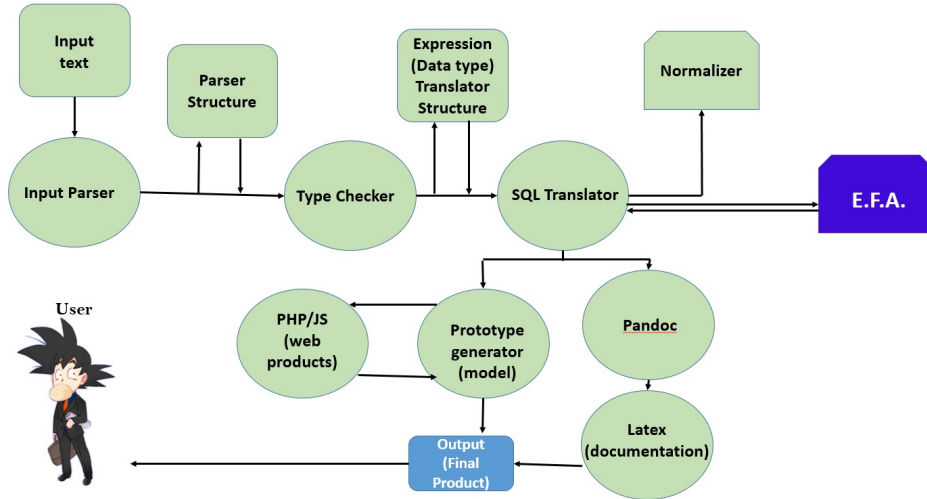 Input
text
Parser
Structure
Expression
(Data type)
Translator
Structure
Normalizer
Input Parser
Type Checker
SQL Translator
E.F.A.
User
PHP/JS
(web
products)
Prototype
generator
(model)
Pandoc
Latex
(documentation)
Output
(Final
Product)